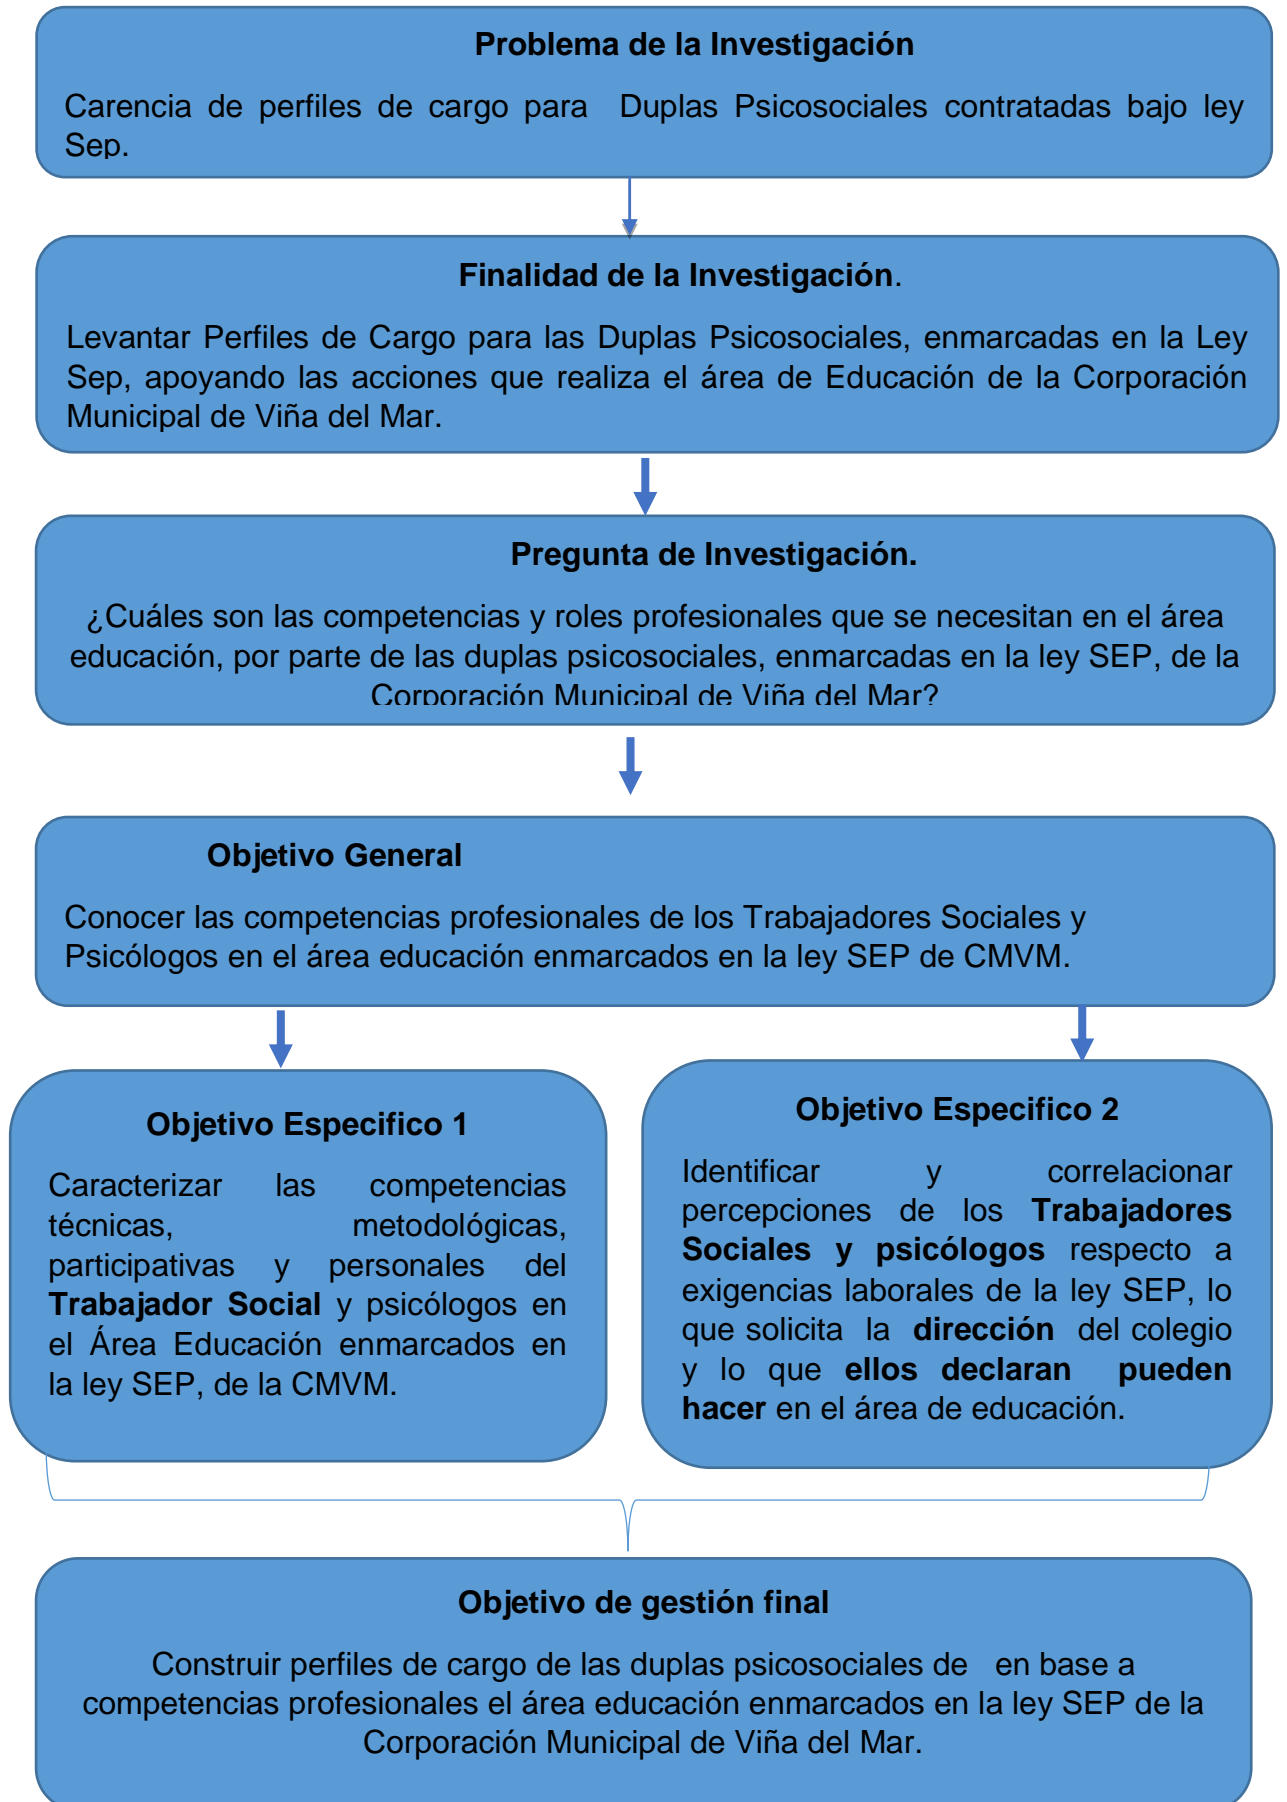 Problema de la Investigación
Carencia de perfiles de cargo para Duplas Psicosociales contratadas bajo ley
Sep.
Finalidad de la Investigación.
Levantar Perfiles de Cargo para las Duplas Psicosociales, enmarcadas en la Ley
Sep, apoyando las acciones que realiza el área de Educación de la Corporación
Municipal de Viña del Mar.
Pregunta de Investigación.
¿Cuáles son las competencias y roles profesionales que se necesitan en el área
educación, por parte de las duplas psicosociales, enmarcadas en la ley SEP, de la
Corporación Municipal de Viña del Mar?
Objetivo General
Conocer las competencias profesionales de los Trabajadores Sociales y
Psicólogos en el área educación enmarcados en la ley SEP de CMVM.
Objetivo Especifico 1
Caracterizar las competencias
técnicas, metodológicas,
participativas y personales del
Trabajador Social y psicólogos en
el Área Educación enmarcados en
la ley SEP, de la CMVM.
Objetivo Especifico 2
Identificar y correlacionar
percepciones de los Trabajadores
Sociales y psicólogos respecto a
exigencias laborales de la ley SEP, lo
que solicita la dirección del colegio
y lo que ellos declaran pueden
hacer en el área de educación.
Objetivo de gestión final
Construir perfiles de cargo de las duplas psicosociales de en base a
competencias profesionales el área educación enmarcados en la ley SEP de la
Corporación Municipal de Viña del Mar.